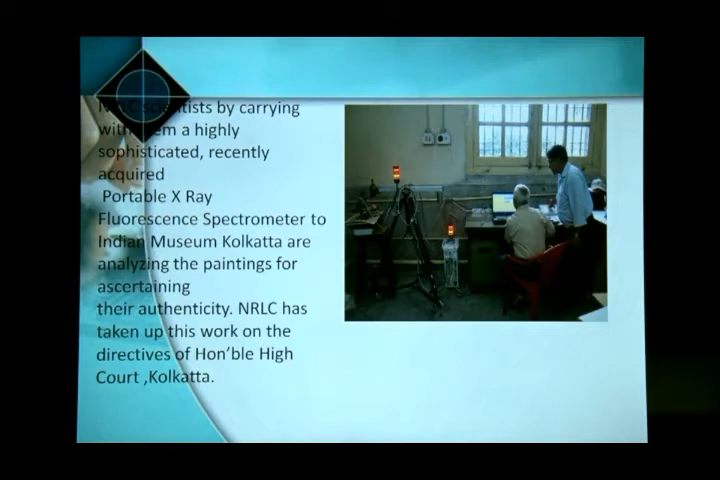 NRLC scientists by carrying
with them a highly
sophisticated, recently
acquired
Portable X Ray
Fluorescence Spectrometer to
Indian Museum Kolkatta are
analyzing the paintings for
ascertaining
their authenticity. NRLC has
taken up this work on the
directives of Hon’ble High
Court ,Kolkatta.